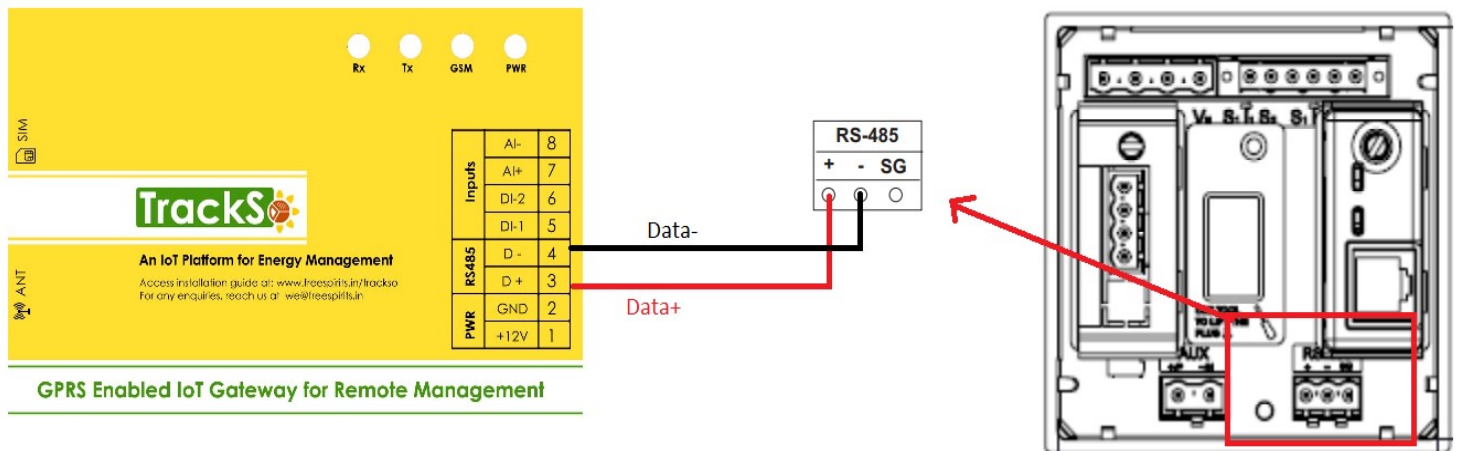 Rx Tx GSM PWR
SIM
Inputs
AI- 8
AI+ 7
DI-2 6
DI-1 5
RS485
D - 4
D + 3
PWR
GND 2
+12V 1
TrackSo
An IoT Platform for Energy Management
Access installation guide at: www.freespirits.in/trackso
For any enquiries, reach us at we@freespirits.in
ANT
GPRS Enabled IoT Gateway for Remote Management
Data-
Data+
RS-485
+ - SG
AUX
+ -